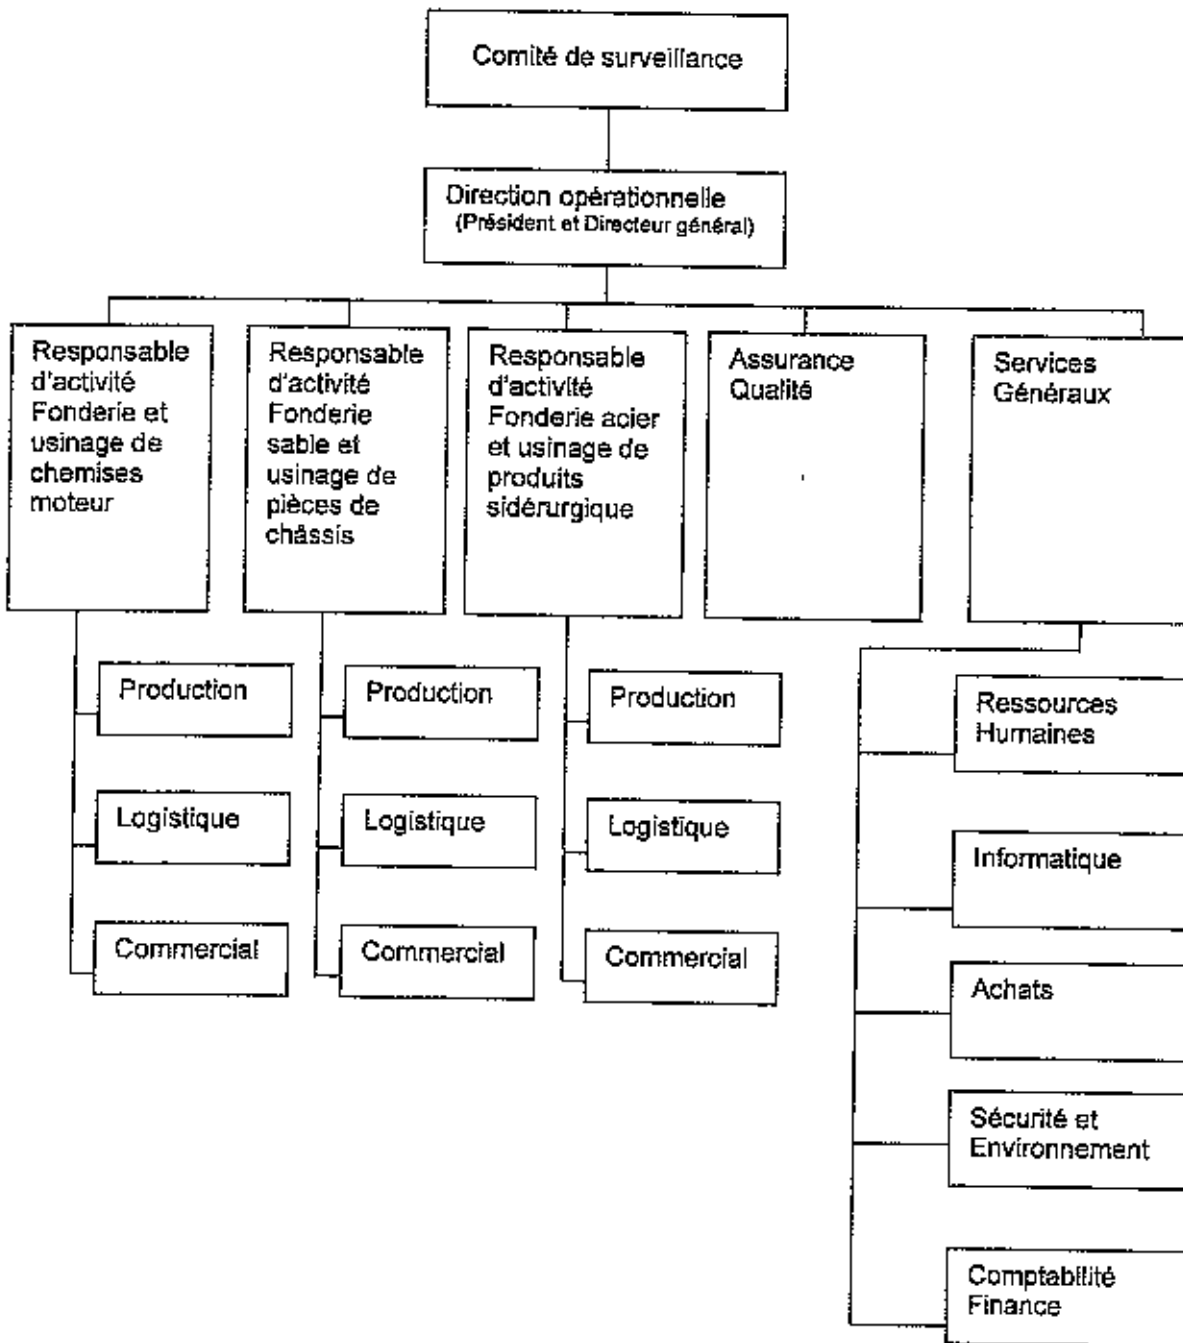 Comité de surveillance
Direction opérationnelle
(Président et Directeur général)
Responsable
d'activité
Fonderie et
usinage de
chemises
moteur
Responsable
d'activité
Fonderie
sable et
usinage de
pièces de
châssis
Responsable
d'activité
Fonderie acier
et usinage de
produits
sidérurgique
Assurance
Qualité
Services
Généraux
Production
Logistique
Commercial
Production
Logistique
Commercial
Production
Logistique
Commercial
Ressources
Humaines
Informatique
Achats
Sécurité et
Environnement
Comptabilité
Finance